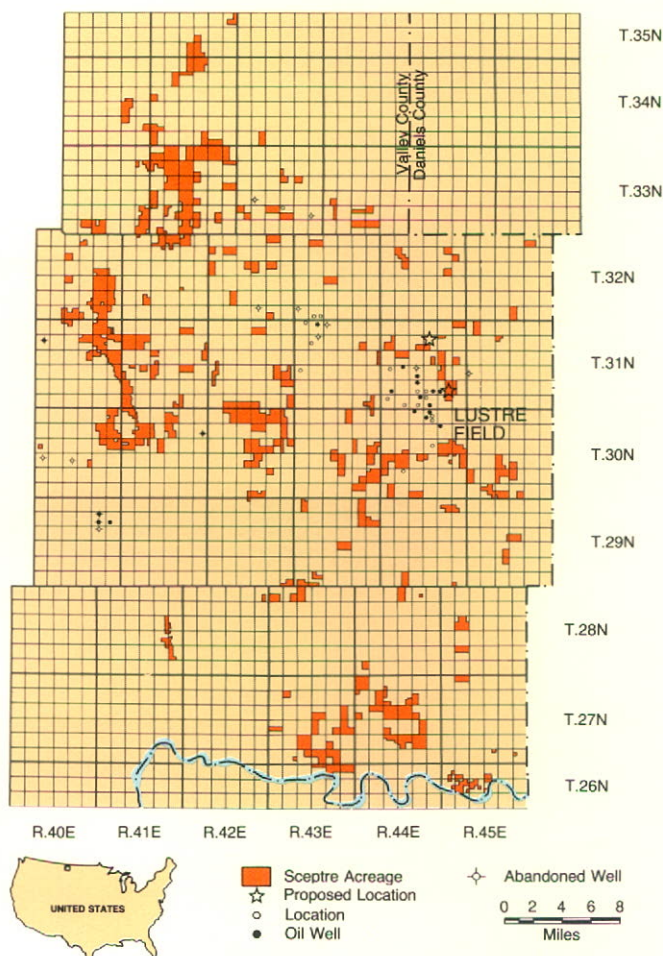 T.35N
T.34N
Valley County
Daniels County
T.33N
T.32N
T.31N
LUSTRE
FIELD
T.30N
T.29N
T.28N
T.27N
T.26N
R.40E R.41E R.42E R.43E R.44E R.45E
UNITED STATES
Sceptre Acreage
Proposed Location
Location
Oil Well
Abandoned Well
0 2 4 6 8
Miles